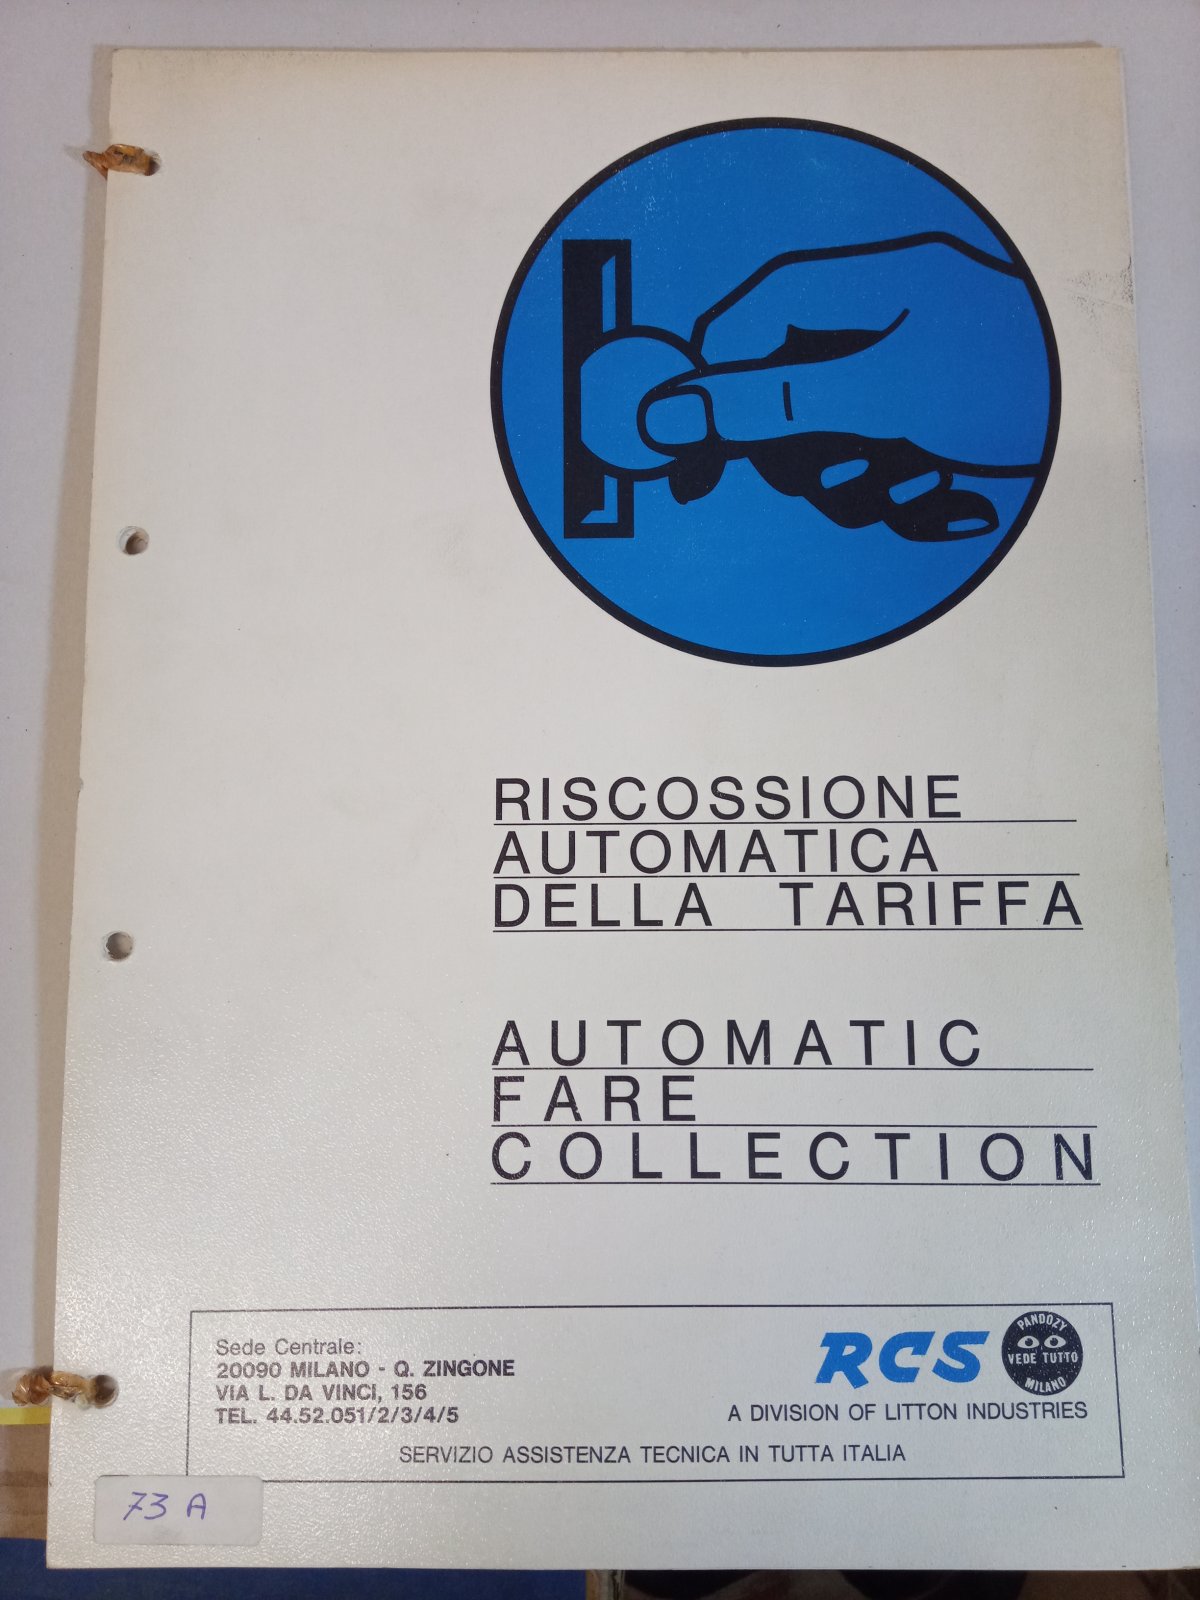 RISCOSSIONE
AUTOMATICA
DELLA TARIFFA
AUTOMATIC
FARE
COLLECTION
Sede Centrale:
20090 MILANO - Q. ZINGONE
VIA L. DA VINCI, 156
TEL. 44.52.051/2/3/4/5
RCS
PANDOZY
VEDE TUTTO
MILANO
A DIVISION OF LITTON INDUSTRIES
SERVIZIO ASSISTENZA TECNICA IN TUTTA ITALIA
73 A